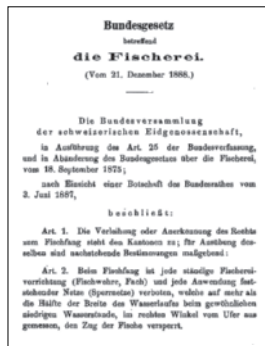 Bundesgesetz
betreffend
die Fischerei.
(Vom 21. Dezember 1888.)
Die Bundesversammlung
der schweizerischen Eidgenossenschaft,
in Ausführung des Art. 25 der Bundesverfassung,
und in Abänderung des Bundesgesetzes über die Fischerei,
vom 18. September 1875;
nach Einsicht einer Botschaft des Bundesrathes vom
3. Juni 1887,
beschließt:
Art. 1. Die Verleihung oder Anerkennung des Rechts
zum Fischfang steht den Kantonen zu; für Ausübung des-
selben sind nachstehende Bestimmungen maßgebend:
Art. 2. Beim Fischfang ist jede ständige Fischerei-
vorrichtung (Fischwehre, Fach) und jede Anwendung fest-
stehender Netze (Sperrnetze) verboten, welche auf mehr als
die Hälfte der Breite des Wasserlaufes beim gewöhnlichen
niedrigen Wasserstande, im rechten Winkel vom Ufer aus
gemessen, den Zug der Fische versperrt.